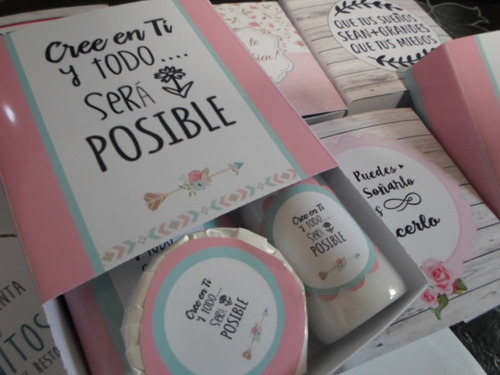 Cree en Ti
y TODO....
SERÁ
POSIBLE
QUE TUS SUEÑOS
SEAN+GRANDES
QUE TUS MIEDOS
Puedes
Soñarlo
&
Cree en Ti
y TODO...
SERÁ
POSIBLE
Cree en Ti
y TODO...
SERÁ
POSIBLE